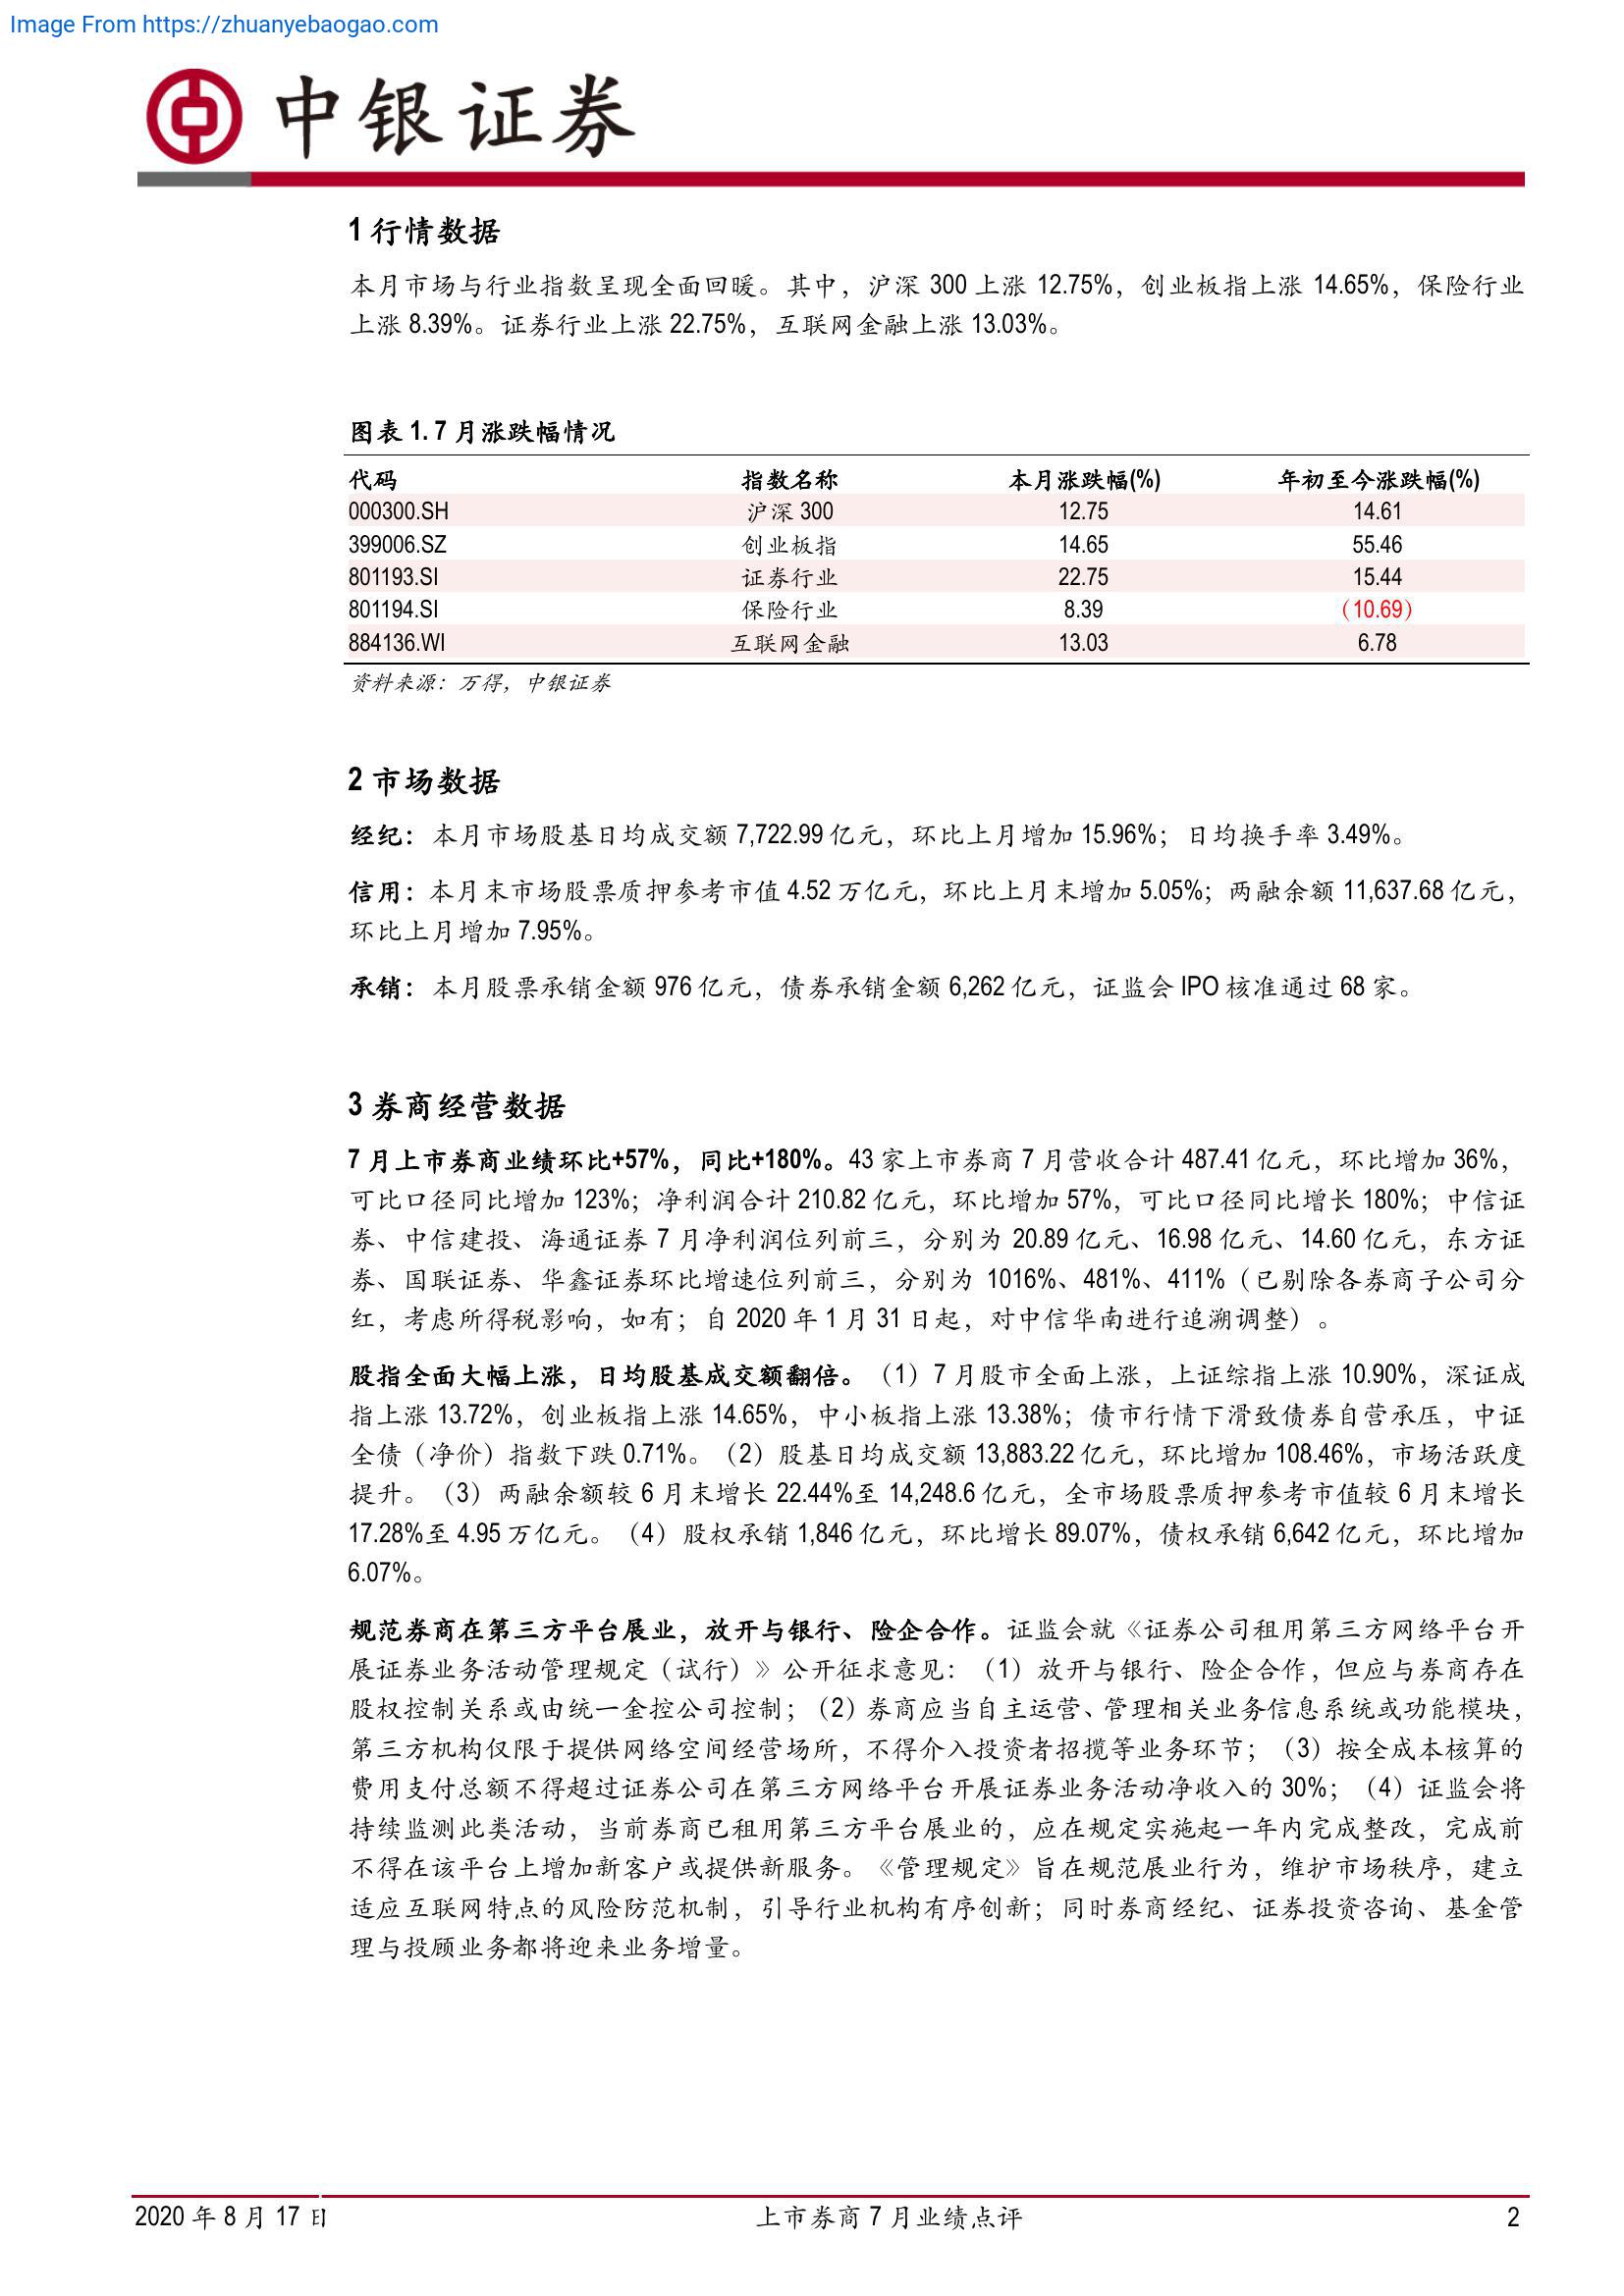 Image From https://zhuanyebaogao.com
中银证券
1 行情数据
本月市场与行业指数呈现全面回暖。其中，沪深 300 上涨 12.75%，创业板指上涨 14.65%，保险行业
上涨 8.39%。证券行业上涨 22.75%，互联网金融上涨 13.03%。
图表 1. 7 月涨跌幅情况
代码 指数名称 本月涨跌幅(%) 年初至今涨跌幅(%)
000300.SH 沪深 300 12.75 14.61
399006.SZ 创业板指 14.65 55.46
801193.SI 证券行业 22.75 15.44
801194.SI 保险行业 8.39 （10.69）
884136.WI 互联网金融 13.03 6.78
资料来源：万得，中银证券
2 市场数据
经纪：本月市场股基日均成交额 7,722.99 亿元，环比上月增加 15.96%；日均换手率 3.49%。
信用：本月末市场股票质押参考市值 4.52 万亿元，环比上月末增加 5.05%；两融余额 11,637.68 亿元，
环比上月增加 7.95%。
承销：本月股票承销金额 976 亿元，债券承销金额 6,262 亿元，证监会 IPO 核准通过 68 家。
3 券商经营数据
7 月上市券商业绩环比+57%，同比+180%。43 家上市券商 7 月营收合计 487.41 亿元，环比增加 36%，
可比口径同比增加 123%；净利润合计 210.82 亿元，环比增加 57%，可比口径同比增长 180%；中信证
券、中信建投、海通证券 7 月净利润位列前三，分别为 20.89 亿元、16.98 亿元、14.60 亿元，东方证
券、国联证券、华鑫证券环比增速位列前三，分别为 1016%、481%、411%（已剔除各券商子公司分
红，考虑所得税影响，如有；自 2020 年 1 月 31 日起，对中信华南进行追溯调整）。
股指全面大幅上涨，日均股基成交额翻倍。（1）7 月股市全面上涨，上证综指上涨 10.90%，深证成
指上涨 13.72%，创业板指上涨 14.65%，中小板指上涨 13.38%；债市行情下滑致债券自营承压，中证
全债（净价）指数下跌 0.71%。（2）股基日均成交额 13,883.22 亿元，环比增加 108.46%，市场活跃度
提升。（3）两融余额较 6 月末增长 22.44%至 14,248.6 亿元，全市场股票质押参考市值较 6 月末增长
17.28%至 4.95 万亿元。（4）股权承销 1,846 亿元，环比增长 89.07%，债权承销 6,642 亿元，环比增加
6.07%。
规范券商在第三方平台展业，放开与银行、险企合作。证监会就《证券公司租用第三方网络平台开
展证券业务活动管理规定（试行）》公开征求意见：（1）放开与银行、险企合作，但应与券商存在
股权控制关系或由统一金控公司控制；（2）券商应当自主运营、管理相关业务信息系统或功能模块，
第三方机构仅限于提供网络空间经营场所，不得介入投资者招揽等业务环节；（3）按全成本核算的
费用支付总额不得超过证券公司在第三方网络平台开展证券业务活动净收入的 30%；（4）证监会将
持续监测此类活动，当前券商已租用第三方平台展业的，应在规定实施起一年内完成整改，完成前
不得在该平台上增加新客户或提供新服务。《管理规定》旨在规范展业行为，维护市场秩序，建立
适应互联网特点的风险防范机制，引导行业机构有序创新；同时券商经纪、证券投资咨询、基金管
理与投顾业务都将迎来业务增量。
2020 年 8 月 17 日 上市券商 7 月业绩点评 2